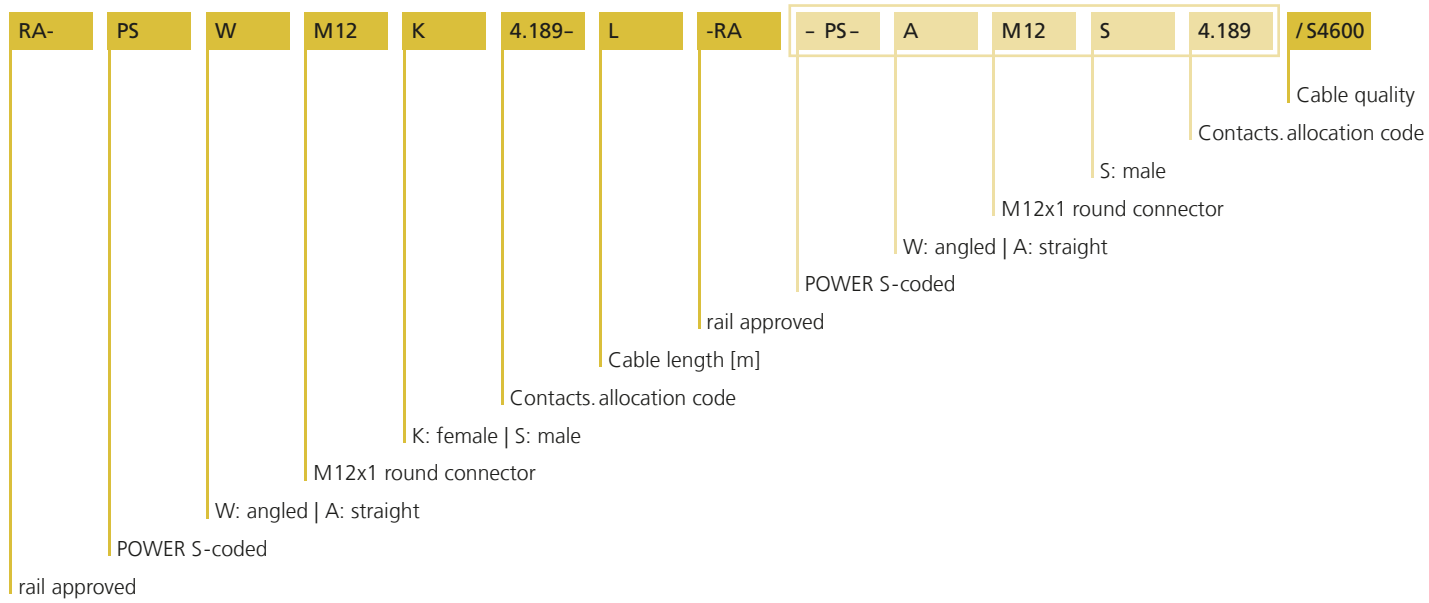 RA- PS W M12 K 4.189– L -RA – PS– A M12 S 4.189 / S4600
Cable quality
Contacts.allocation code
S: male
M12x1 round connector
W: angled | A: straight
POWER S-coded
rail approved
Cable length [m]
Contacts.allocation code
K: female | S: male
M12x1 round connector
W: angled | A: straight
POWER S-coded
rail approved